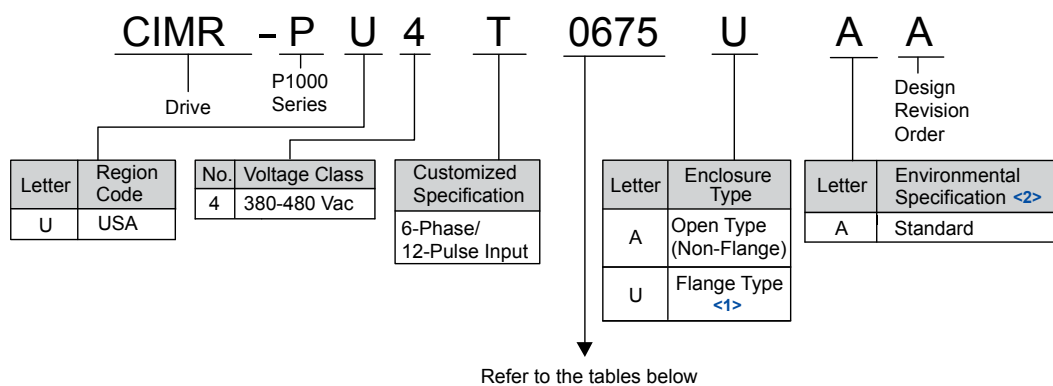 CIMR - P U 4 T 0675 U A A
Drive
P1000
Series
Design
Revision
Order
Letter Region
Code
U USA
No. Voltage Class
4 380-480 Vac
Customized
Specification
6-Phase/
12-Pulse Input
Letter Enclosure
Type
A Open Type
(Non-Flange)
U Flange Type
<1>
Letter Environmental
Specification <2>
A Standard
Refer to the tables below